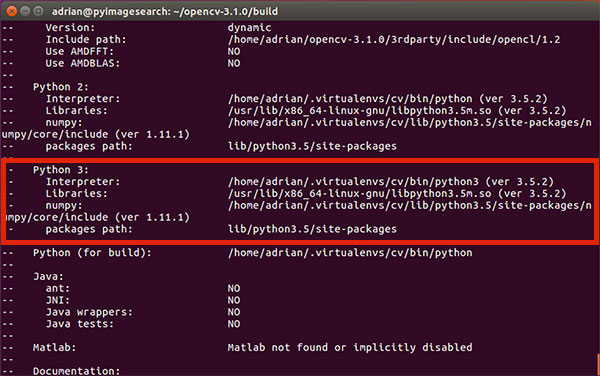 adrian@pyimagesearch: ~/opencv-3.1.0/build
--     Version:                     dynamic
--     Include path:                /home/adrian/opencv-3.1.0/3rdparty/include/opencl/1.2
--     Use AMDFFT:                  NO
--     Use AMDBLAS:                 NO
--
--   Python 2:
--     Interpreter:                 /home/adrian/.virtualenvs/cv/bin/python (ver 3.5.2)
--     Libraries:                   /usr/lib/x86_64-linux-gnu/libpython3.5m.so (ver 3.5.2)
--     numpy:                       /home/adrian/.virtualenvs/cv/lib/python3.5/site-packages/n
umpy/core/include (ver 1.11.1)
--     packages path:               lib/python3.5/site-packages
--
--   Python 3:
--     Interpreter:                 /home/adrian/.virtualenvs/cv/bin/python3 (ver 3.5.2)
--     Libraries:                   /usr/lib/x86_64-linux-gnu/libpython3.5m.so (ver 3.5.2)
--     numpy:                       /home/adrian/.virtualenvs/cv/lib/python3.5/site-packages/n
umpy/core/include (ver 1.11.1)
--     packages path:               lib/python3.5/site-packages
--
--   Python (for build):            /home/adrian/.virtualenvs/cv/bin/python
--
--   Java:
--     ant:                         NO
--     JNI:                         NO
--     Java wrappers:               NO
--     Java tests:                  NO
--
--   Matlab:                        Matlab not found or implicitly disabled
--
--   Documentation: